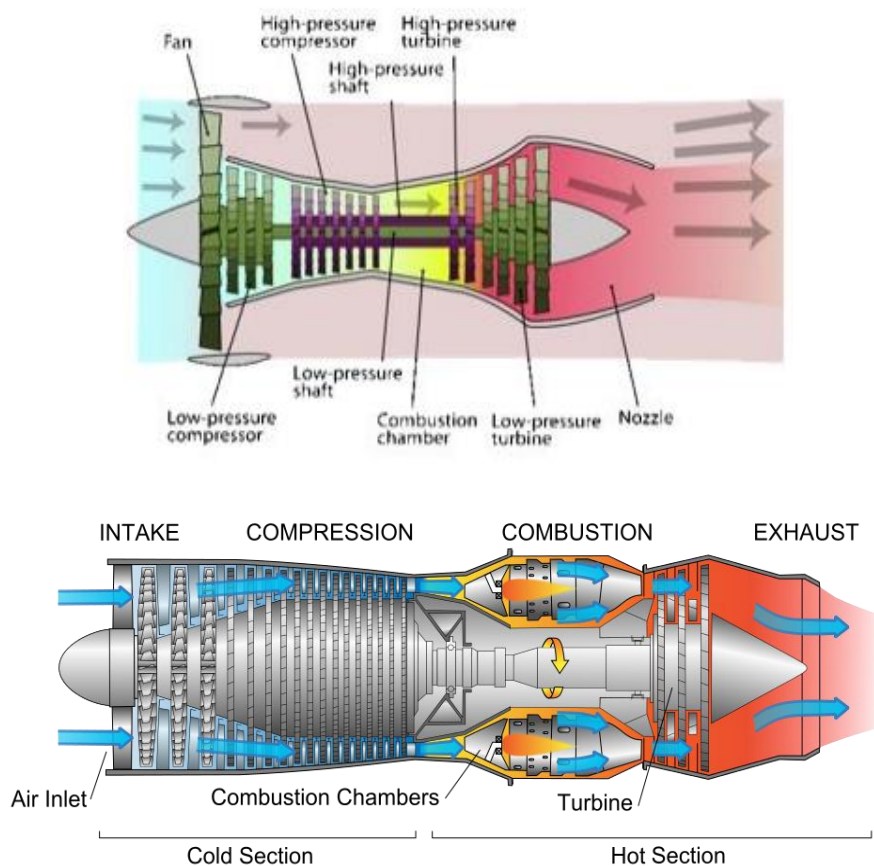 Fan
High-pressure
compressor
High-pressure
turbine
High-pressure
shaft
Low-pressure
compressor
Low-pressure
shaft
Combustion
chamber
Low-pressure
turbine
Nozzle
INTAKE
COMPRESSION
COMBUSTION
EXHAUST
Air Inlet
Combustion Chambers
Turbine
Cold Section
Hot Section